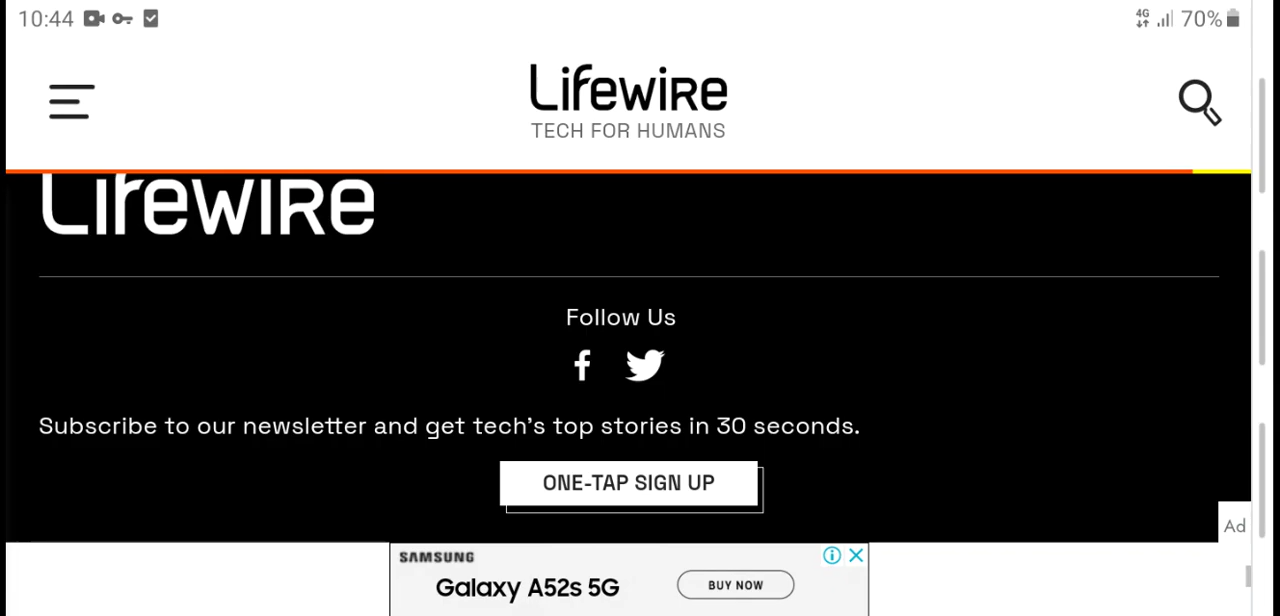 10:44
4G 70%
Lifewire
TECH FOR HUMANS
Lifewire
Follow Us
Subscribe to our newsletter and get tech's top stories in 30 seconds.
ONE-TAP SIGN UP
Ad
SAMSUNG
Galaxy A52s 5G
BUY NOW